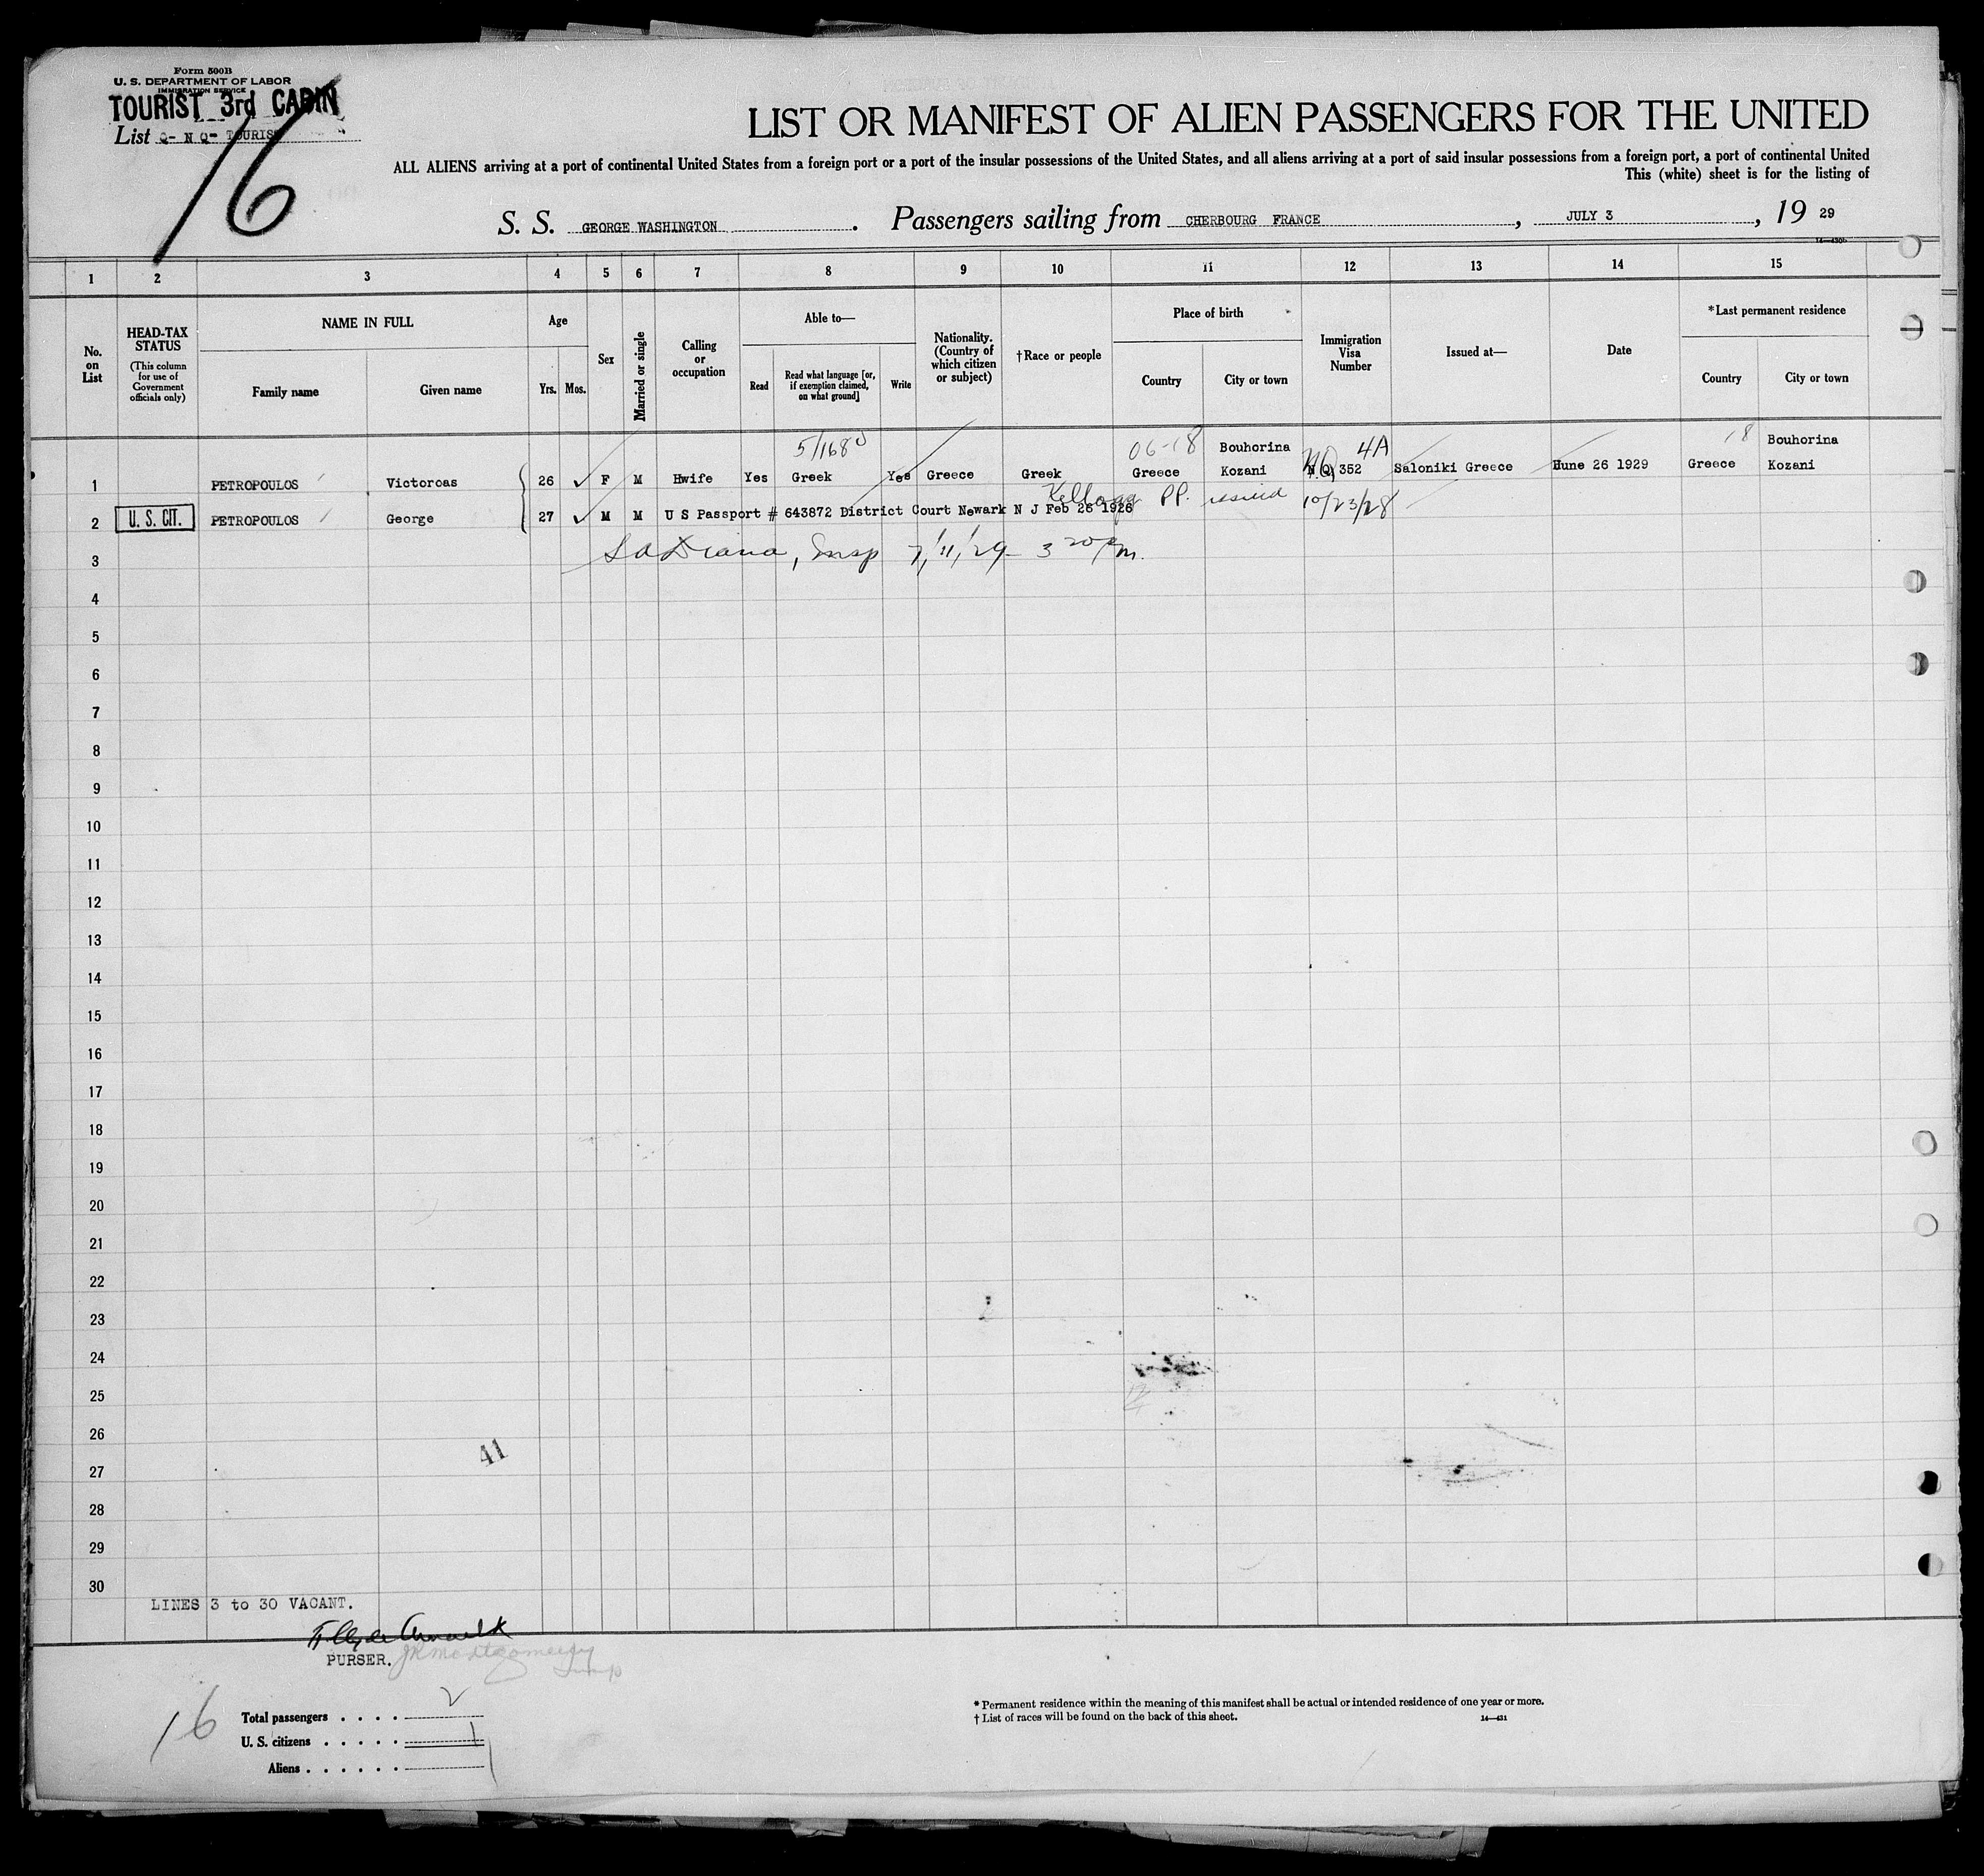 Form 500B
U. S. DEPARTMENT OF LABOR
IMMIGRATION SERVICE
TOURIST 3rd CABIN
List Q- N Q- TOURIST
16
LIST OR MANIFEST OF ALIEN PASSENGERS FOR THE UNITED
ALL ALIENS arriving at a port of continental United States from a foreign port or a port of the insular possessions of the United States, and all aliens arriving at a port of said insular possessions from a foreign port, a port of continental United
This (white) sheet is for the listing of
S. S. GEORGE WASHINGTON . Passengers sailing from CHERBOURG FRANCE , JULY 3 , 19 29
1 2 3 4 5 6 7 8 9 10 11 12 13 14 15
No. on List
HEAD-TAX STATUS
(This column for use of Government officials only)
NAME IN FULL
Family name
Given name
Age
Yrs. Mos.
Sex
Married or single
Calling or occupation
Able to—
Read
Read what language [or, if exemption claimed, on what ground]
Write
Nationality. (Country of which citizen or subject)
†Race or people
Place of birth
Country
City or town
Immigration Visa Number
Issued at—
Date
*Last permanent residence
Country
City or town
5/1680 06-18 Bouhorina 4A 18 Bouhorina
1 PETROPOULOS Victoroas 26 F M Hwife Yes Greek Yes Greece Greek Greece Kozani N Q 352 Saloniki Greece Hune 26 1929 Greece Kozani
Kellogg PP. issued 10/23/28
2 U. S. CIT. PETROPOULOS George 27 M M U S Passport # 643872 District Court Newark N J Feb 26 1926
3 Insp 7/11/29 3 20 pm.
4
5
6
7
8
9
10
11
12
13
14
15
16
17
18
19
20
21
22
23
24
25
26
41
27
28
29
30
LINES 3 to 30 VACANT.
PURSER. JR Montgomery
Insp
16
Total passengers . . . . 2
U. S. citizens . . . . . 1
Aliens . . . . . . 1
* Permanent residence within the meaning of this manifest shall be actual or intended residence of one year or more.
† List of races will be found on the back of this sheet.
14—431